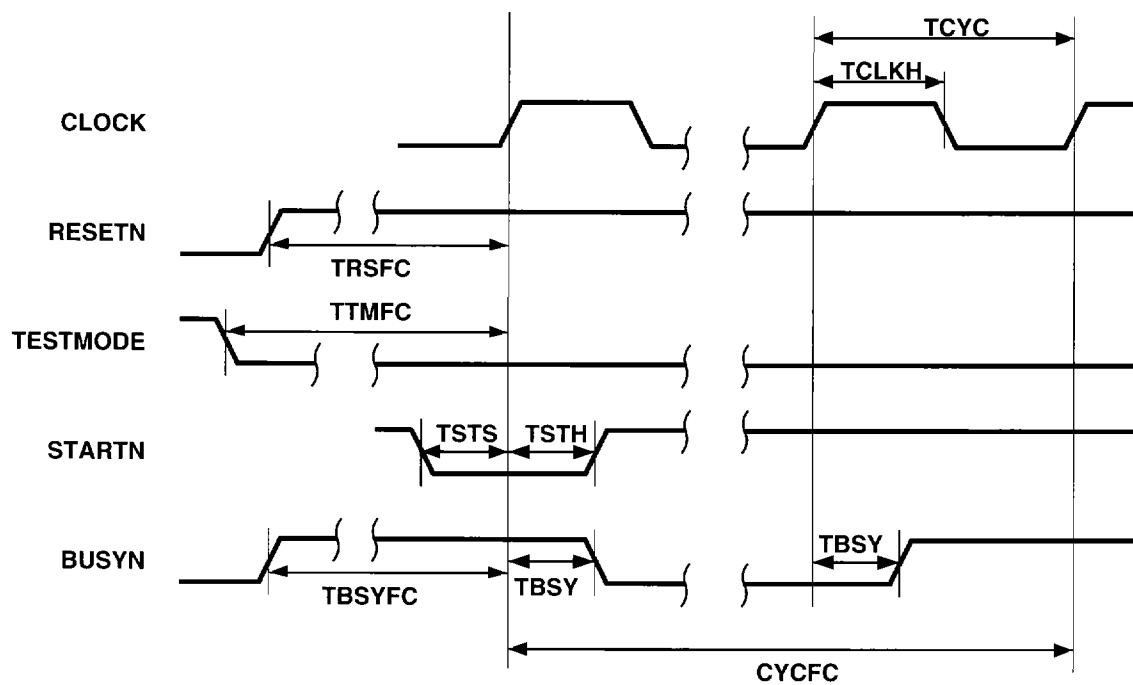 TCYC
TCLKH
CLOCK
RESETN
TRSFC
TTMFC
TESTMODE
TSTS TSTH
STARTN
BUSYN
TBSY
TBSYFC
TBSY
CYCFC